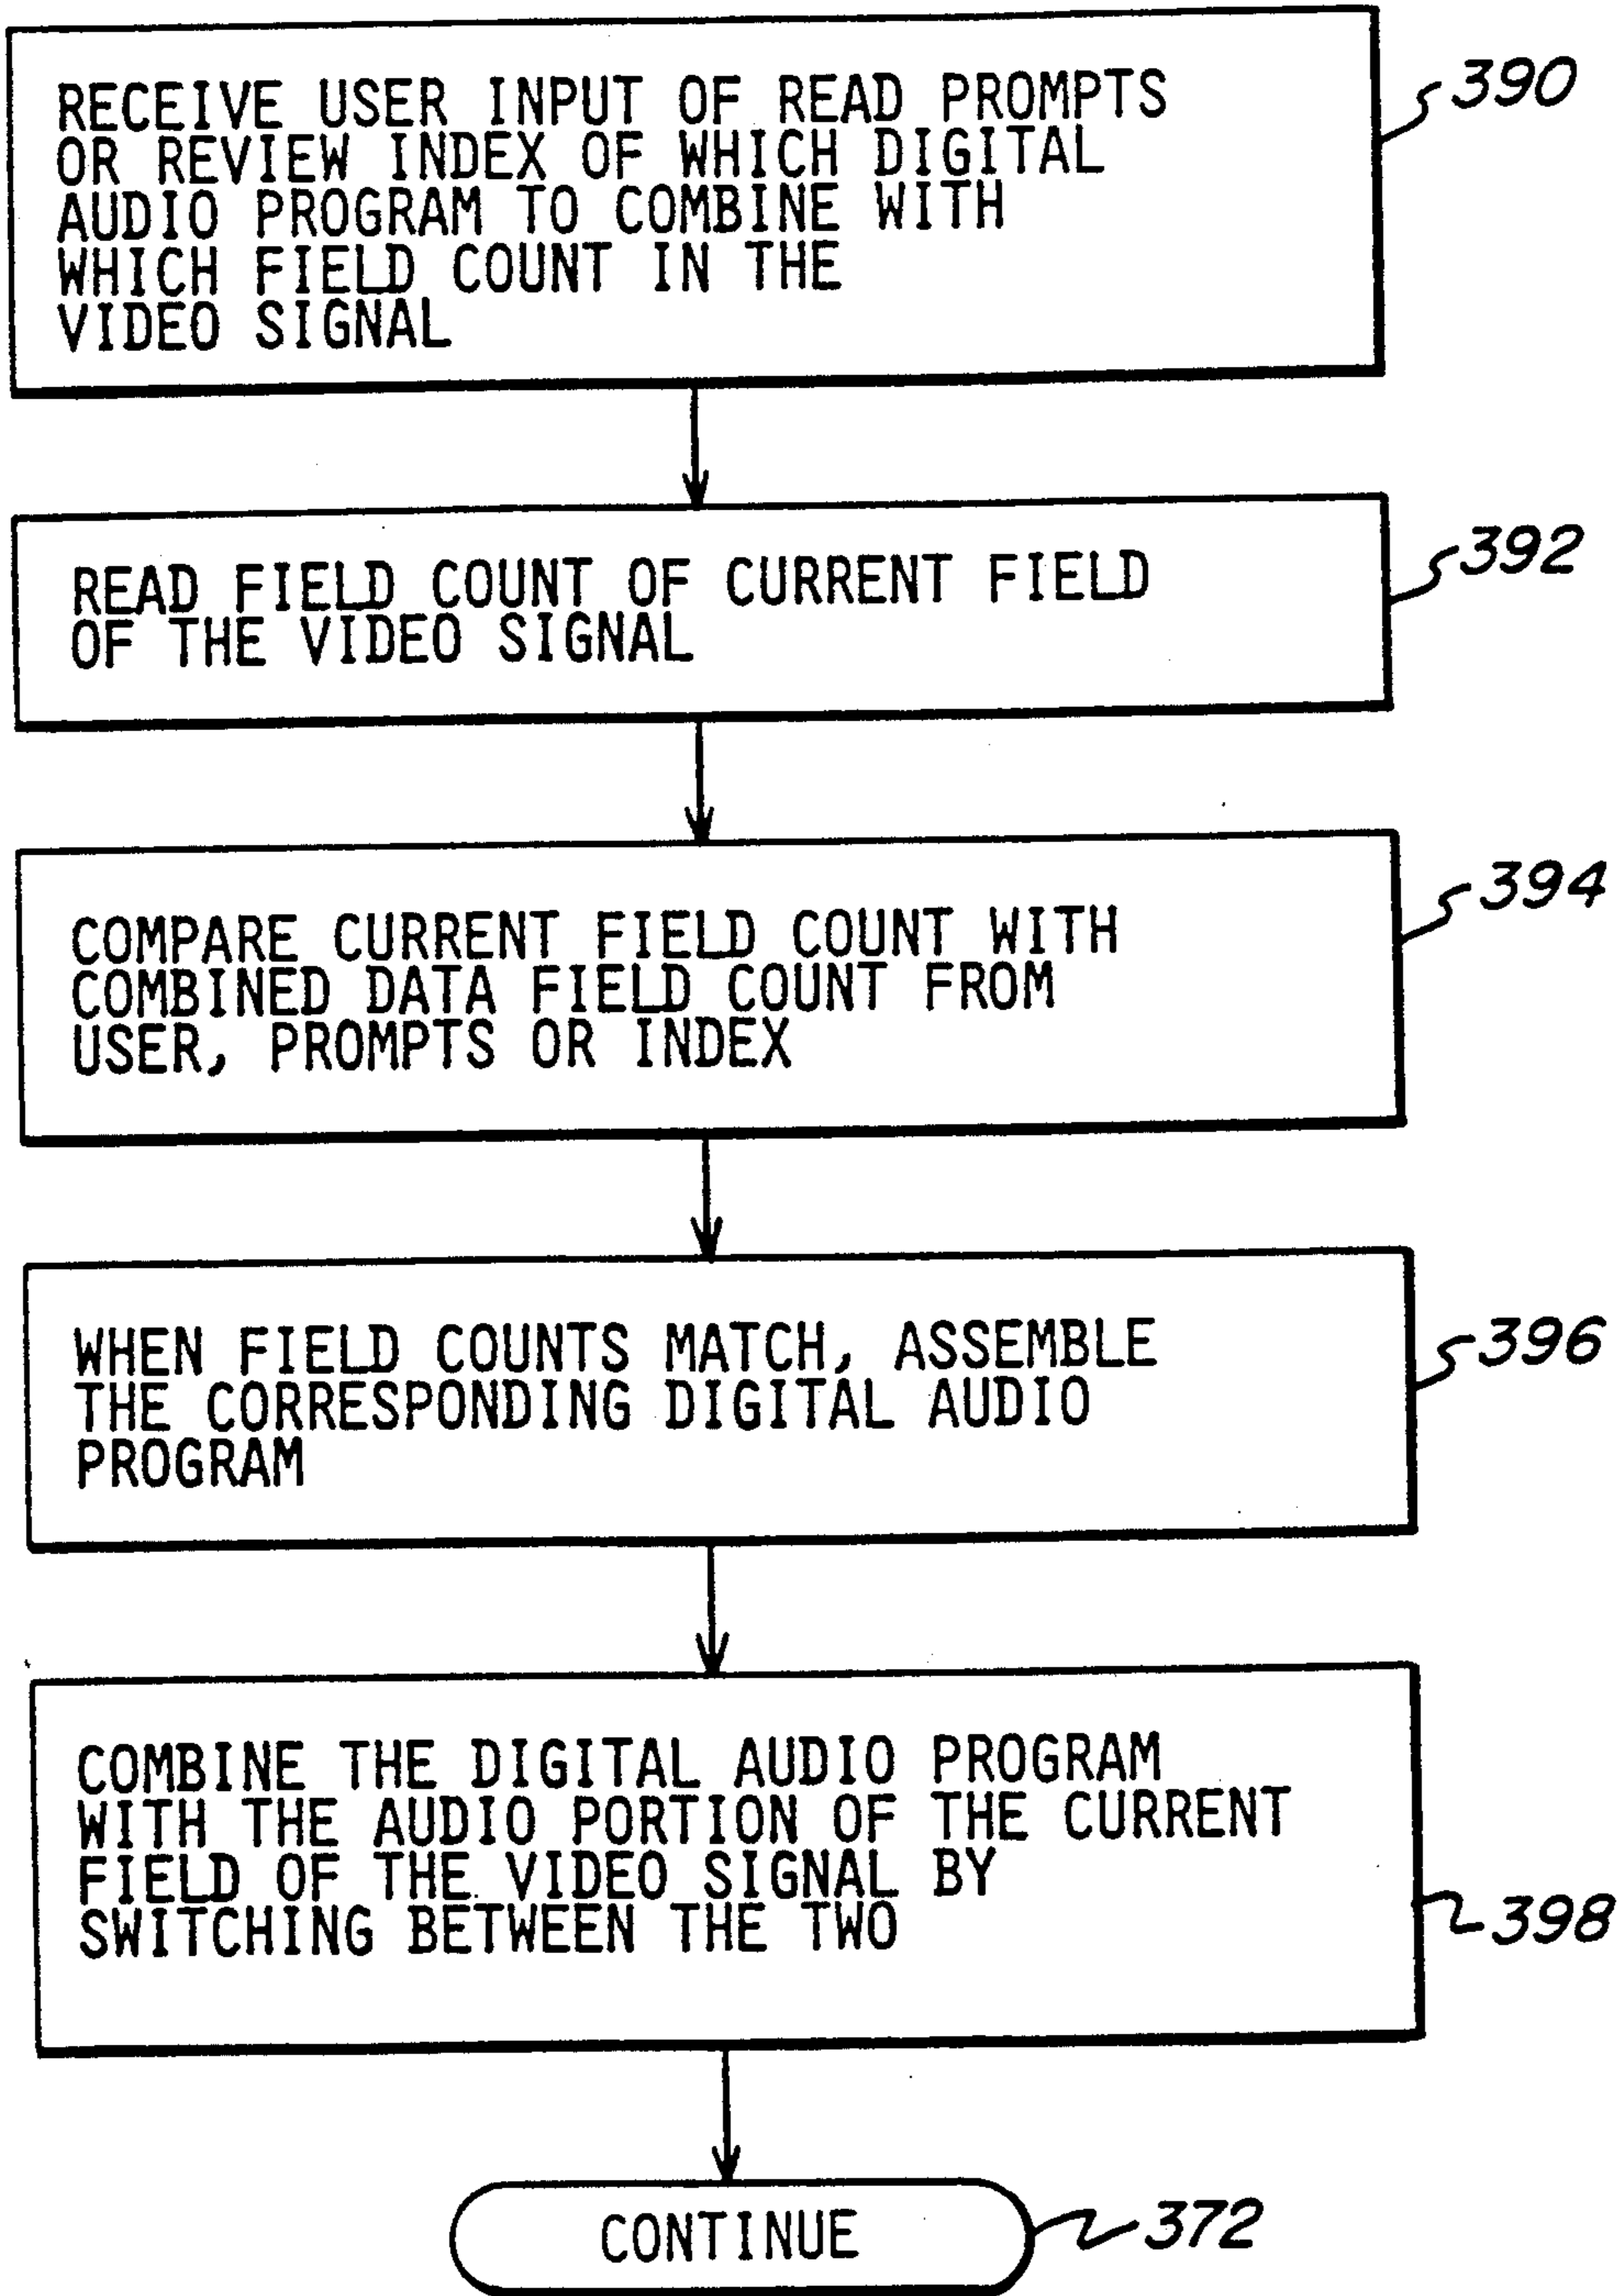 RECEIVE USER INPUT OF READ PROMPTS
OR REVIEW INDEX OF WHICH DIGITAL
AUDIO PROGRAM TO COMBINE WITH
WHICH FIELD COUNT IN THE
VIDEO SIGNAL
390
READ FIELD COUNT OF CURRENT FIELD
OF THE VIDEO SIGNAL
392
COMPARE CURRENT FIELD COUNT WITH
COMBINED DATA FIELD COUNT FROM
USER, PROMPTS OR INDEX
394
WHEN FIELD COUNTS MATCH, ASSEMBLE
THE CORRESPONDING DIGITAL AUDIO
PROGRAM
396
COMBINE THE DIGITAL AUDIO PROGRAM
WITH THE AUDIO PORTION OF THE CURRENT
FIELD OF THE VIDEO SIGNAL BY
SWITCHING BETWEEN THE TWO
398
CONTINUE
372